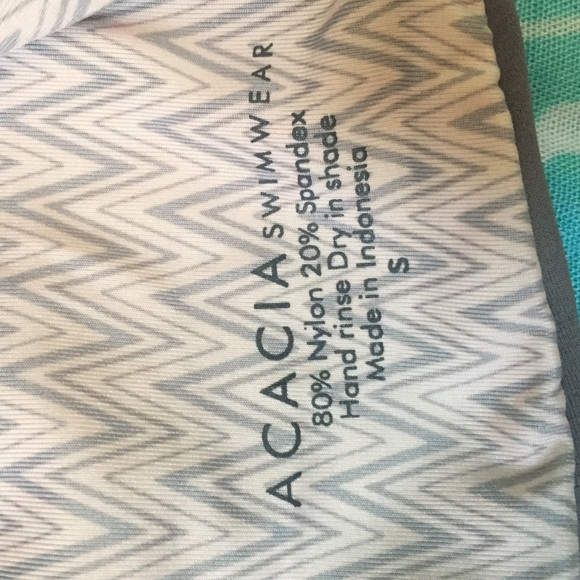 ACACIA SWIMWEAR
80% Nylon 20% Spandex
Hand rinse Dry in shade
Made in Indonesia
S